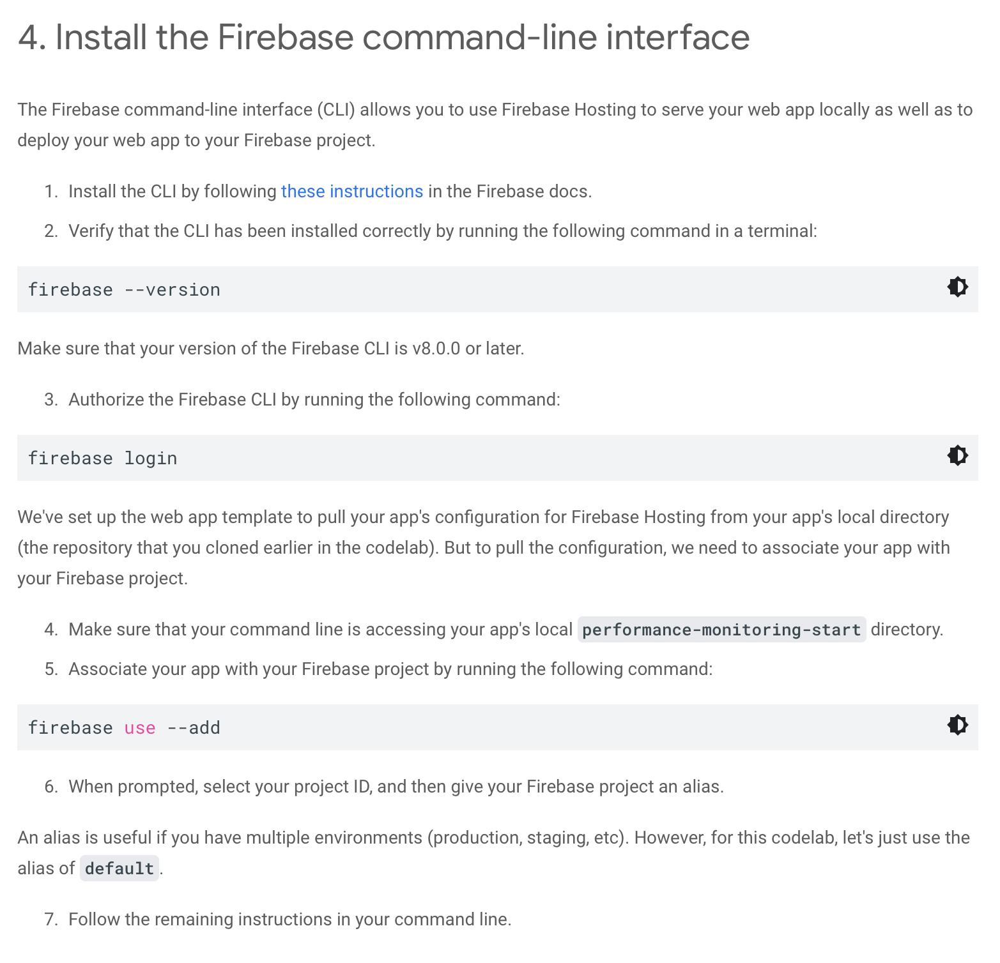 4. Install the Firebase command-line interface
The Firebase command-line interface (CLI) allows you to use Firebase Hosting to serve your web app locally as well as to
deploy your web app to your Firebase project.
1. Install the CLI by following these instructions in the Firebase docs.
2. Verify that the CLI has been installed correctly by running the following command in a terminal:
firebase --version
Make sure that your version of the Firebase CLI is v8.0.0 or later.
3. Authorize the Firebase CLI by running the following command:
firebase login
We've set up the web app template to pull your app's configuration for Firebase Hosting from your app's local directory
(the repository that you cloned earlier in the codelab). But to pull the configuration, we need to associate your app with
your Firebase project.
4. Make sure that your command line is accessing your app's local performance-monitoring-start directory.
5. Associate your app with your Firebase project by running the following command:
firebase use --add
6. When prompted, select your project ID, and then give your Firebase project an alias.
An alias is useful if you have multiple environments (production, staging, etc). However, for this codelab, let's just use the
alias of default.
7. Follow the remaining instructions in your command line.